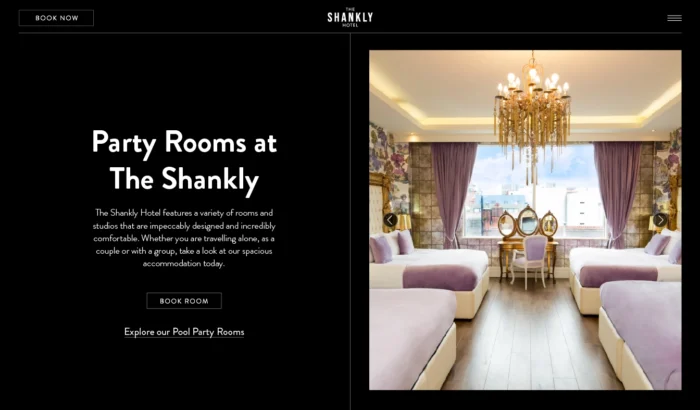 BOOK NOW
THE
SHANKLY
HOTEL
Party Rooms at
The Shankly
The Shankly Hotel features a variety of rooms and
studios that are impeccably designed and incredibly
comfortable. Whether you are travelling alone, as a
couple or with a group, take a look at our spacious
accommodation today.
BOOK ROOM
Explore our Pool Party Rooms